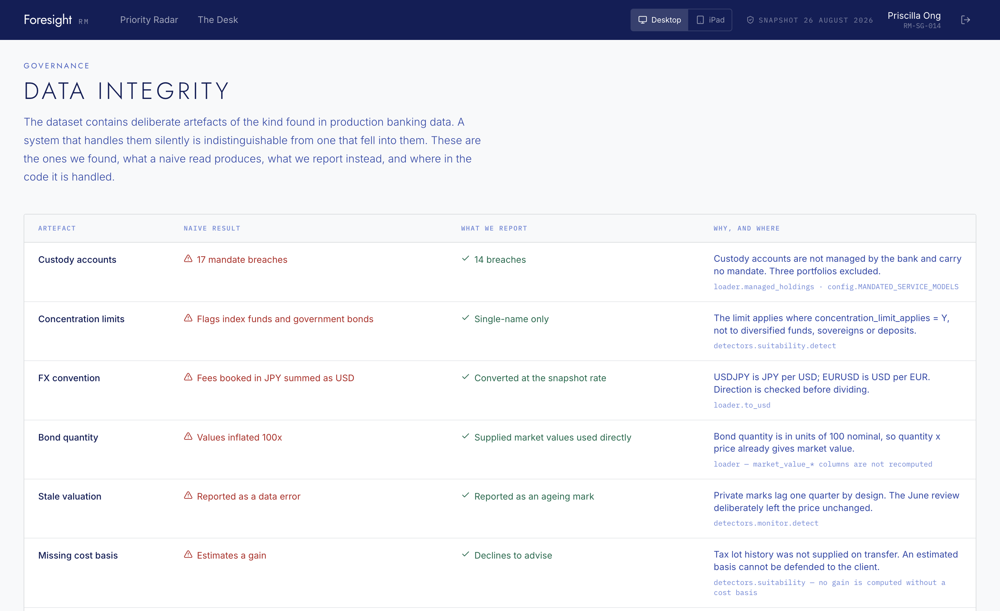 Foresight RM
Priority Radar
The Desk
Desktop
iPad
SNAPSHOT 26 AUGUST 2026
Priscilla Ong
RM-SG-014
GOVERNANCE
DATA INTEGRITY
The dataset contains deliberate artefacts of the kind found in production banking data. A
system that handles them silently is indistinguishable from one that fell into them. These are
the ones we found, what a naive read produces, what we report instead, and where in the
code it is handled.
ARTEFACT
NAIVE RESULT
WHAT WE REPORT
WHY, AND WHERE
Custody accounts
17 mandate breaches
14 breaches
Custody accounts are not managed by the bank and carry
no mandate. Three portfolios excluded.
loader.managed_holdings · config.MANDATED_SERVICE_MODELS
Concentration limits
Flags index funds and government bonds
Single-name only
The limit applies where concentration_limit_applies = Y,
not to diversified funds, sovereigns or deposits.
detectors.suitability.detect
FX convention
Fees booked in JPY summed as USD
Converted at the snapshot rate
USDJPY is JPY per USD; EURUSD is USD per EUR.
Direction is checked before dividing.
loader.to_usd
Bond quantity
Values inflated 100x
Supplied market values used directly
Bond quantity is in units of 100 nominal, so quantity x
price already gives market value.
loader — market_value_* columns are not recomputed
Stale valuation
Reported as a data error
Reported as an ageing mark
Private marks lag one quarter by design. The June review
deliberately left the price unchanged.
detectors.monitor.detect
Missing cost basis
Estimates a gain
Declines to advise
Tax lot history was not supplied on transfer. An estimated
basis cannot be defended to the client.
detectors.suitability — no gain is computed without a
cost basis